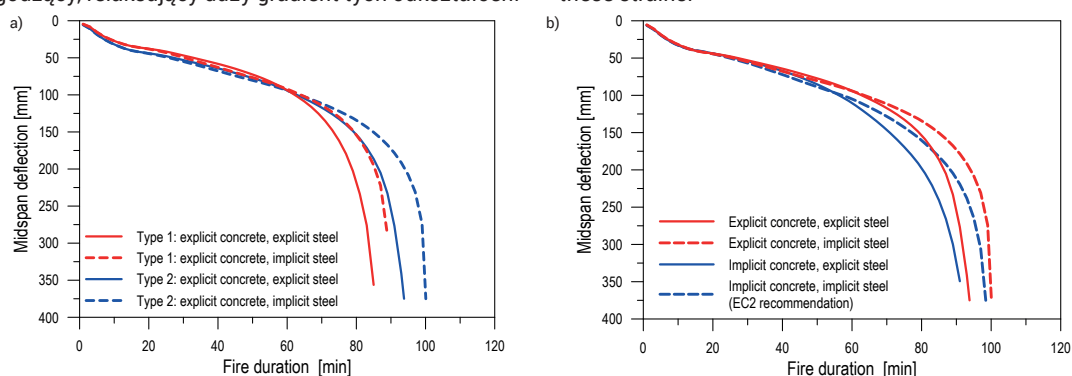 godzący, relaksujący duży gradient tych odkształceń. these strains.
a)
Midspan deflection [mm]
0
50
100
150
200
250
300
350
400
Type 1: explicit concrete, explicit steel
Type 1: explicit concrete, implicit steel
Type 2: explicit concrete, explicit steel
Type 2: explicit concrete, implicit steel
0 20 40 60 80 100 120
Fire duration [min]
b)
Midspan deflection [mm]
0
50
100
150
200
250
300
350
400
Explicit concrete, explicit steel
Explicit concrete, implicit steel
Implicit concrete, explicit steel
Implicit concrete, implicit steel
(EC2 recommendation)
0 20 40 60 80 100 120
Fire duration [min]